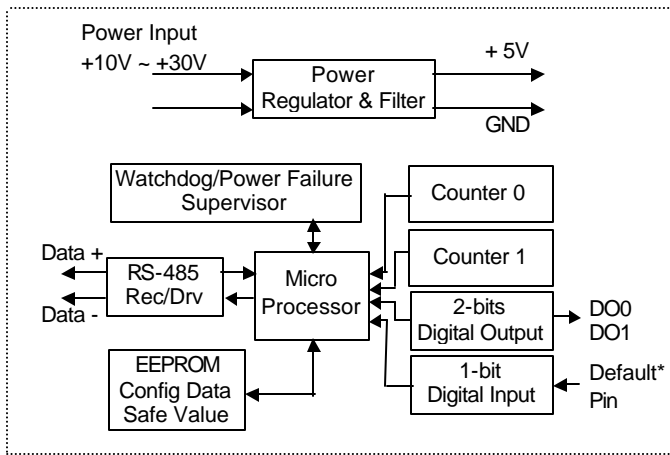 Power Input
+10V ~ +30V
Power
Regulator & Filter
+ 5V
GND
Watchdog/Power Failure
Supervisor
Counter 0
Counter 1
Data +
Data -
RS-485
Rec/Drv
Micro
Processor
2-bits
Digital Output
DO0
DO1
EEPROM
Config Data
Safe Value
1-bit
Digital Input
Default*
Pin